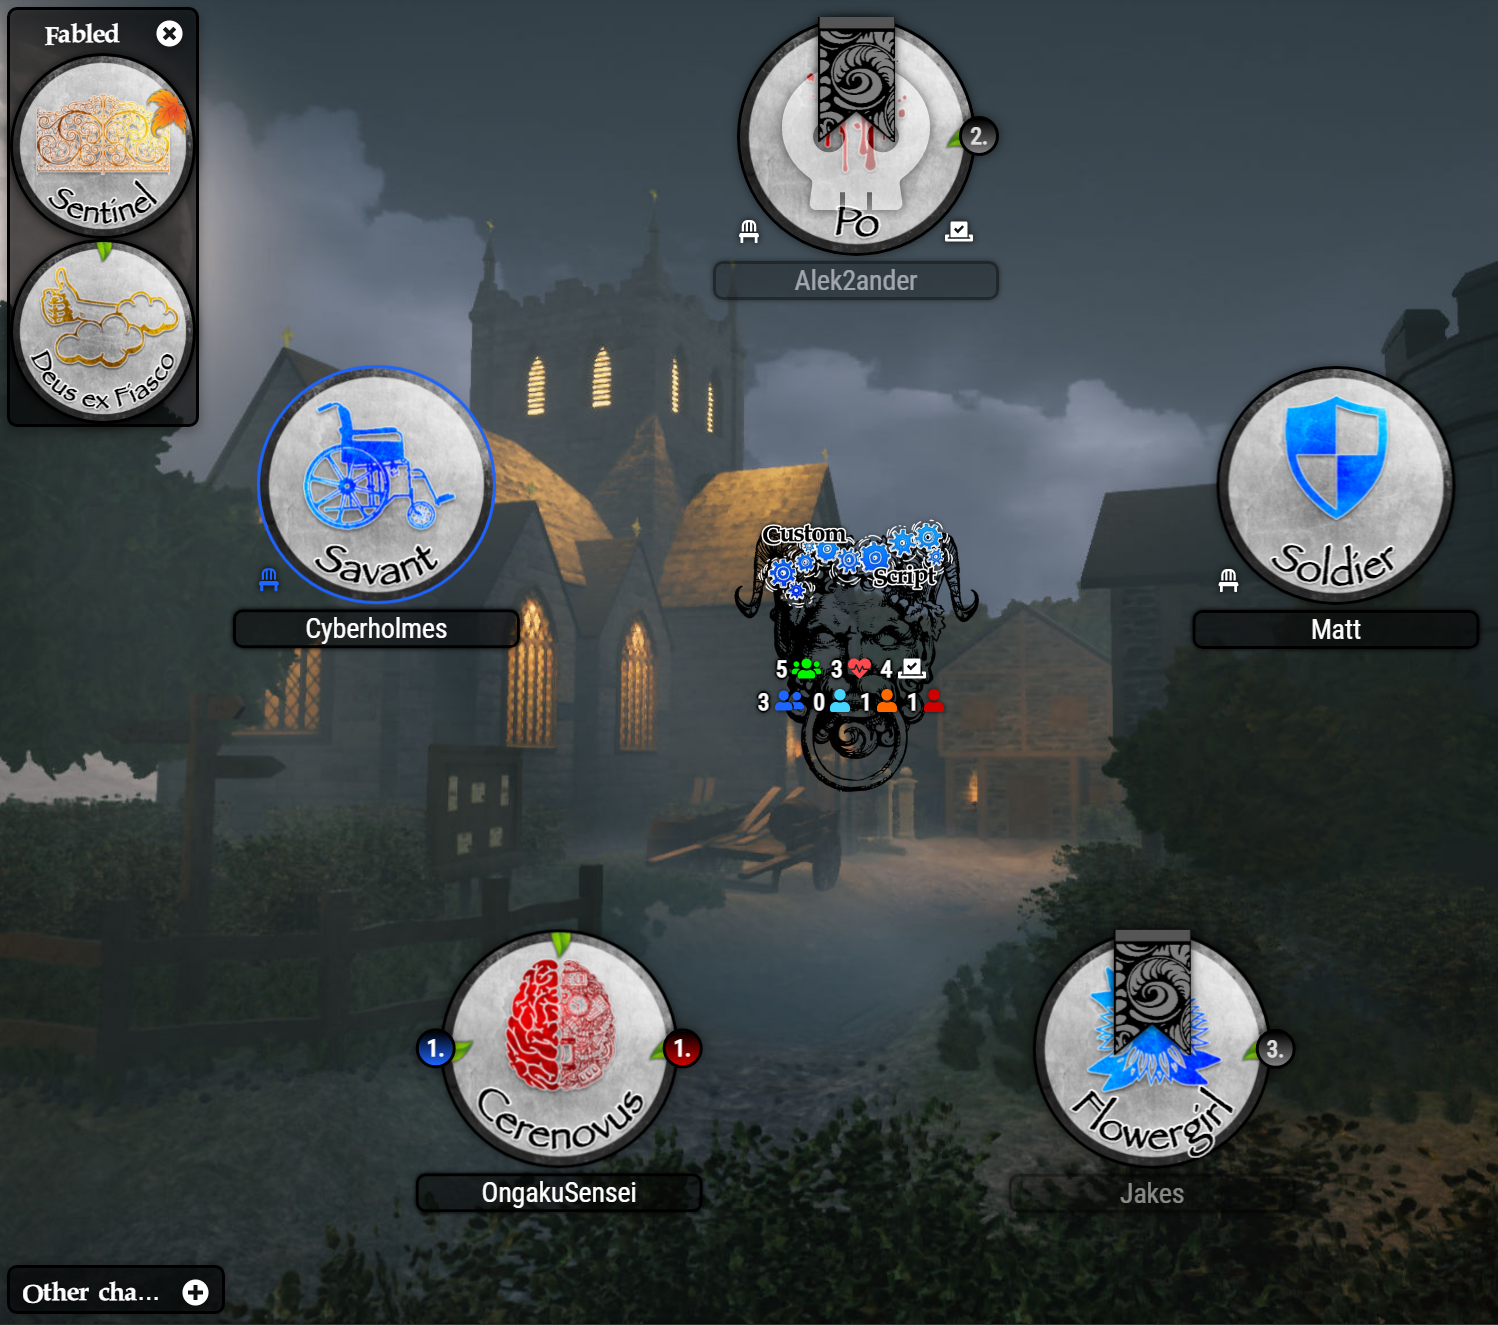 Fabled
Sentinel
Deus ex Fiasco
Po
2.
Alek2ander
Savant
Cyberholmes
Soldier
Matt
Custom
Script
5 3 4
3 0 1 1
1. 1.
Cerenovus
OngakuSensei
3.
Flowergirl
Jakes
Other cha...